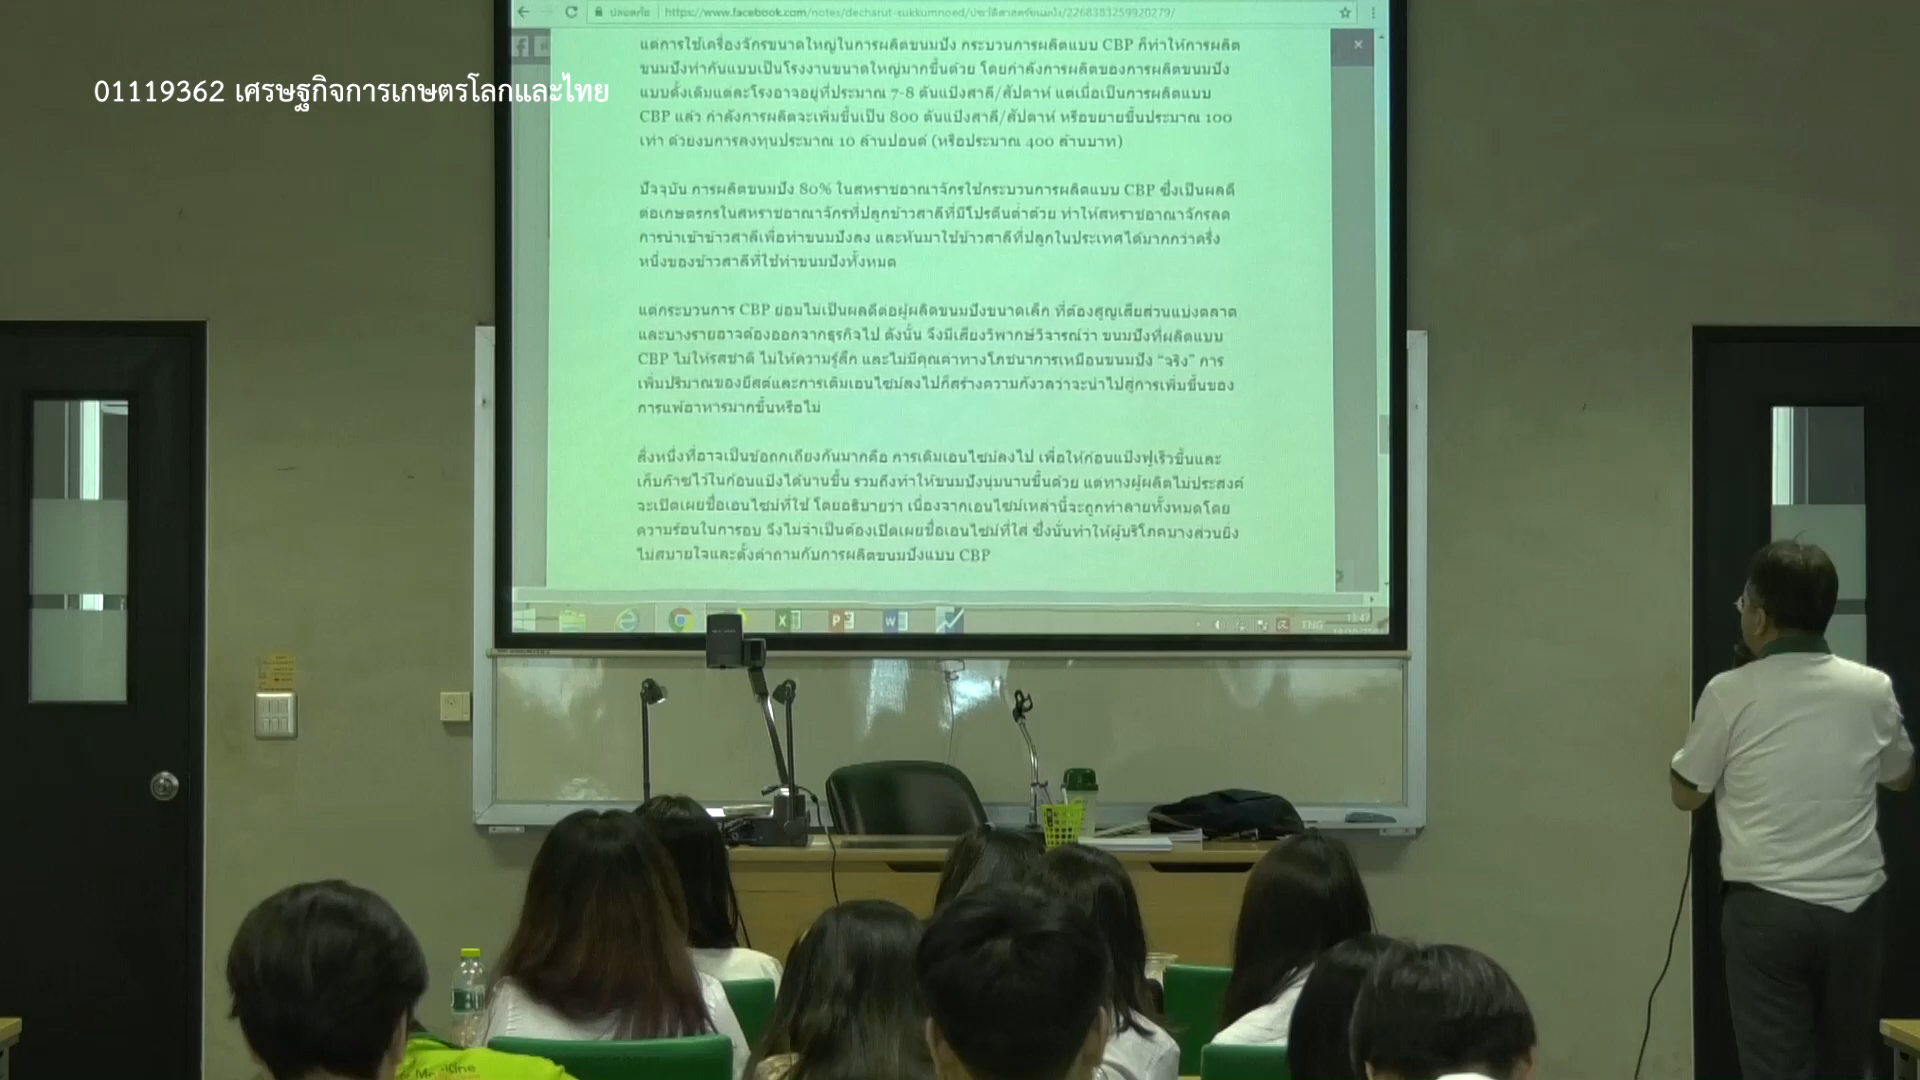 ปลอดภัย https://www.facebook.com/notes/decharut-sukkumnoed/ประวัติศาสตร์ขนมปัง/2268383259920279/
แต่การใช้เครื่องจักรขนาดใหญ่ในการผลิตขนมปัง กระบวนการผลิตแบบ CBP ก็ทำให้การผลิต
ขนมปังทำกันแบบเป็นโรงงานขนาดใหญ่มากขึ้นด้วย โดยกำลังการผลิตของการผลิตขนมปัง
01119362 เศรษฐกิจการเกษตรโลกและไทย
แบบดั้งเดิมแต่ละโรงอาจอยู่ที่ประมาณ 7-8 ตันแป้งสาลี/สัปดาห์ แต่เมื่อเป็นการผลิตแบบ
CBP แล้ว กำลังการผลิตจะเพิ่มขึ้นเป็น 800 ตันแป้งสาลี/สัปดาห์ หรือขยายขึ้นประมาณ 100
เท่า ด้วยงบการลงทุนประมาณ 10 ล้านปอนด์ (หรือประมาณ 400 ล้านบาท)
ปัจจุบัน การผลิตขนมปัง 80% ในสหราชอาณาจักรใช้กระบวนการผลิตแบบ CBP ซึ่งเป็นผลดี
ต่อเกษตรกรในสหราชอาณาจักรที่ปลูกข้าวสาลีที่มีโปรตีนต่ำด้วย ทำให้สหราชอาณาจักรลด
การนำเข้าข้าวสาลีเพื่อทำขนมปังลง และหันมาใช้ข้าวสาลีที่ปลูกในประเทศได้มากกว่าครึ่ง
หนึ่งของข้าวสาลีที่ใช้ทำขนมปังทั้งหมด
แต่กระบวนการ CBP ย่อมไม่เป็นผลดีต่อผู้ผลิตขนมปังขนาดเล็ก ที่ต้องสูญเสียส่วนแบ่งตลาด
และบางรายอาจต้องออกจากธุรกิจไป ดังนั้น จึงมีเสียงวิพากษ์วิจารณ์ว่า ขนมปังที่ผลิตแบบ
CBP ไม่ให้รสชาติ ไม่ให้ความรู้สึก และไม่มีคุณค่าทางโภชนาการเหมือนขนมปัง “จริง” การ
เพิ่มปริมาณของยีสต์และการเติมเอนไซม์ลงไปก็สร้างความกังวลว่าจะนำไปสู่การเพิ่มขึ้นของ
การแพ้อาหารมากขึ้นหรือไม่
สิ่งหนึ่งที่อาจเป็นข้อถกเถียงกันมากคือ การเติมเอนไซม์ลงไป เพื่อให้ก้อนแป้งฟูเร็วขึ้นและ
เก็บก๊าซไว้ในก้อนแป้งได้นานขึ้น รวมถึงทำให้ขนมปังนุ่มนานขึ้นด้วย แต่ทางผู้ผลิตไม่ประสงค์
จะเปิดเผยชื่อเอนไซม์ที่ใช้ โดยอธิบายว่า เนื่องจากเอนไซม์เหล่านี้จะถูกทำลายทั้งหมดโดย
ความร้อนในการอบ จึงไม่จำเป็นต้องเปิดเผยชื่อเอนไซม์ที่ใส่ ซึ่งนั่นทำให้ผู้บริโภคบางส่วนยิ่ง
ไม่สบายใจและตั้งคำถามกับการผลิตขนมปังแบบ CBP
ENG